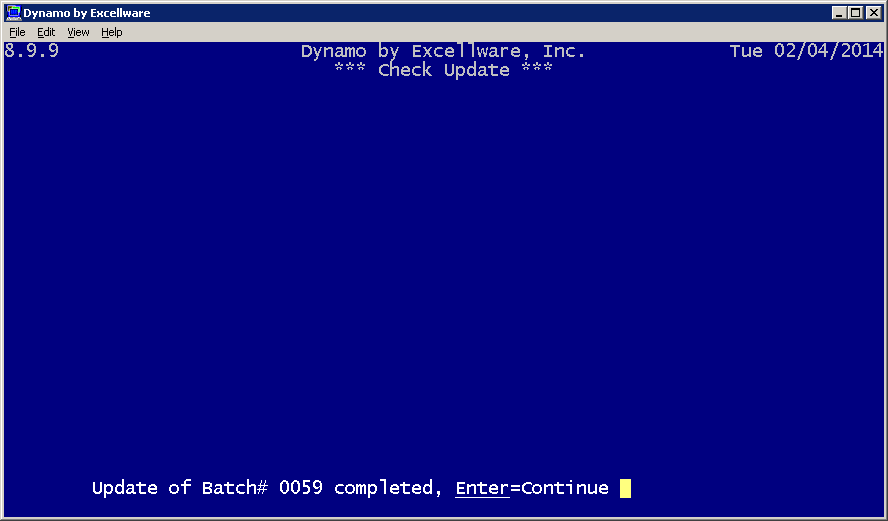 Dynamo by Excellware
File Edit View Help
8.9.9 Dynamo by Excellware, Inc. Tue 02/04/2014
*** Check Update ***
Update of Batch# 0059 completed, Enter=Continue